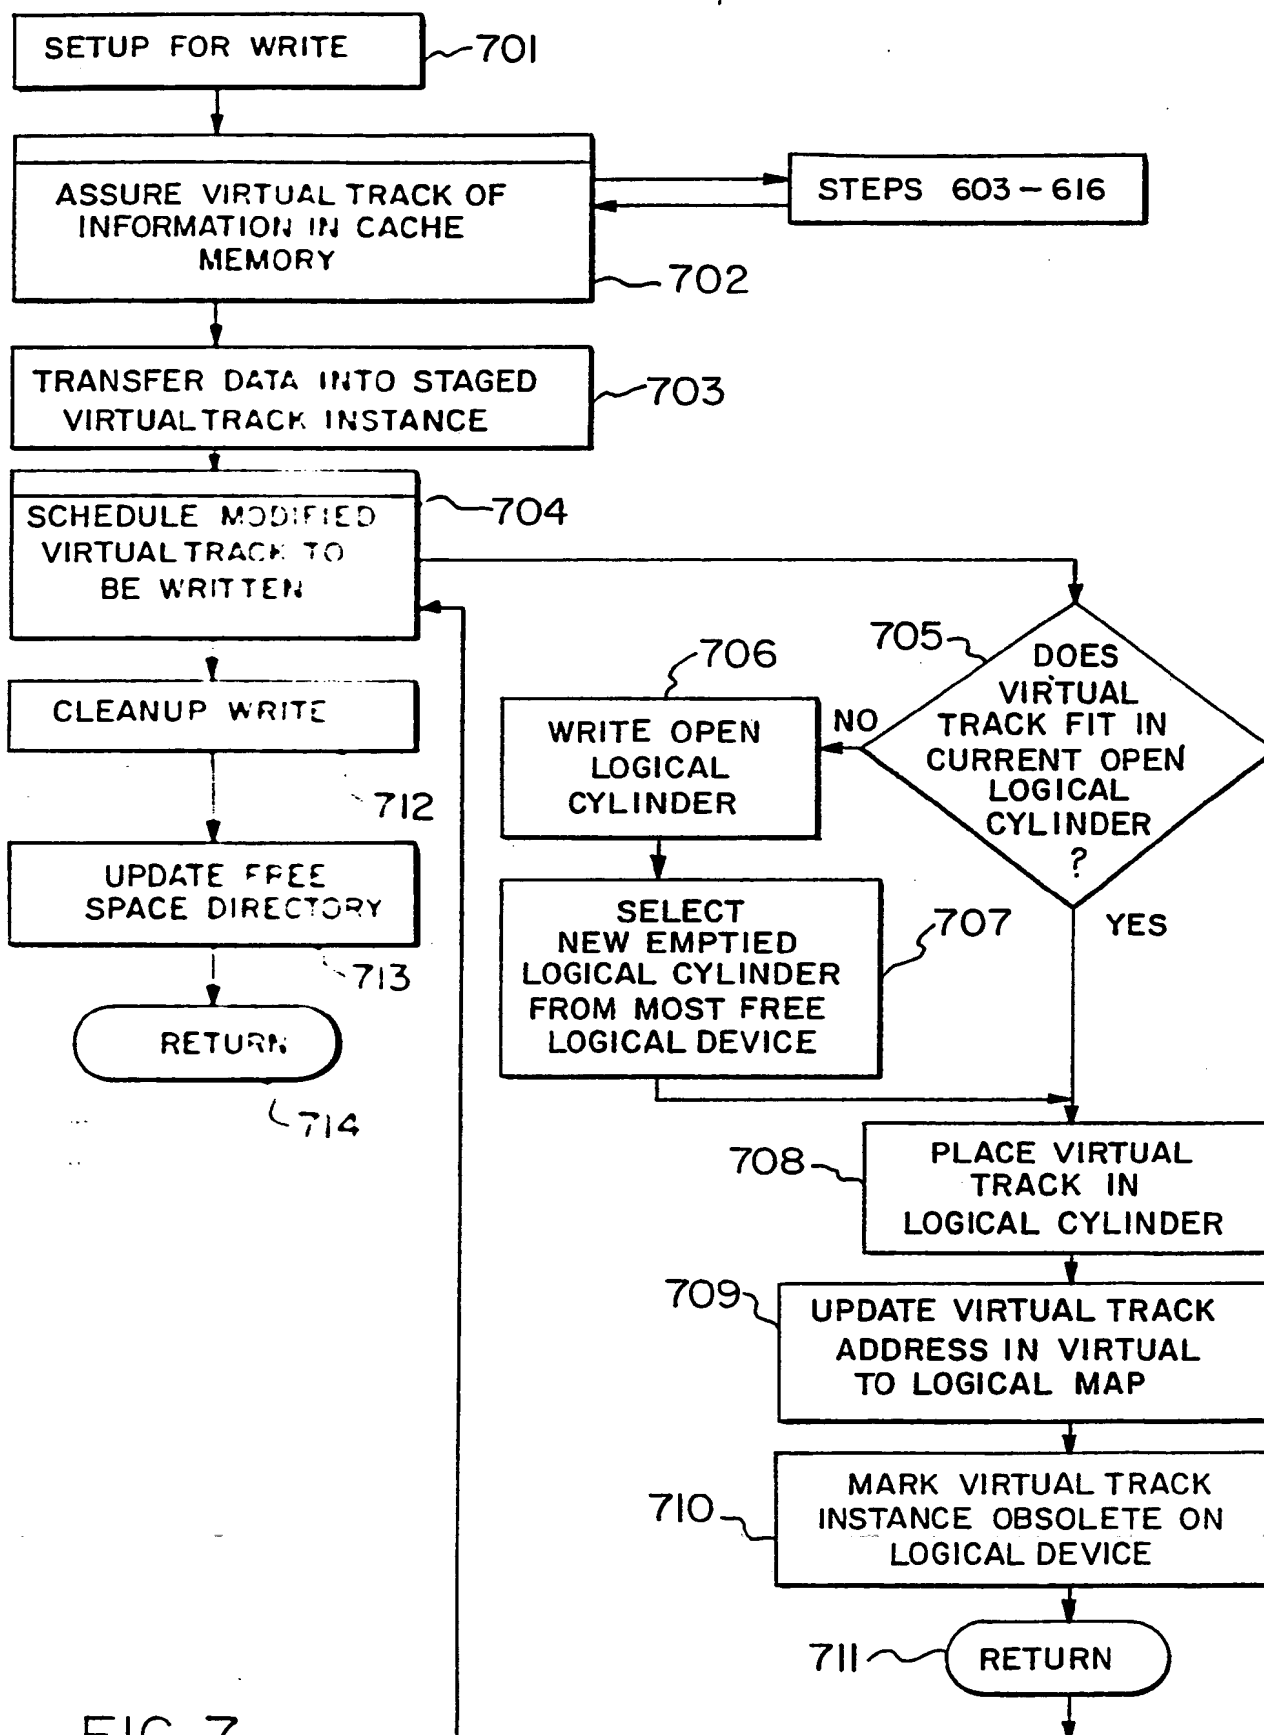 SETUP FOR WRITE
701
ASSURE VIRTUAL TRACK OF
INFORMATION IN CACHE
MEMORY
702
STEPS 603-616
TRANSFER DATA INTO STAGED
VIRTUAL TRACK INSTANCE
703
SCHEDULE MODIFIED
VIRTUAL TRACK TO
BE WRITTEN
704
CLEANUP WRITE
712
UPDATE FREE
SPACE DIRECTORY
713
RETURN
714
705
DOES
VIRTUAL
TRACK FIT IN
CURRENT OPEN
LOGICAL
CYLINDER
?
NO
YES
706
WRITE OPEN
LOGICAL
CYLINDER
707
SELECT
NEW EMPTIED
LOGICAL CYLINDER
FROM MOST FREE
LOGICAL DEVICE
708
PLACE VIRTUAL
TRACK IN
LOGICAL CYLINDER
709
UPDATE VIRTUAL TRACK
ADDRESS IN VIRTUAL
TO LOGICAL MAP
710
MARK VIRTUAL TRACK
INSTANCE OBSOLETE ON
LOGICAL DEVICE
711
RETURN
FIG. 7